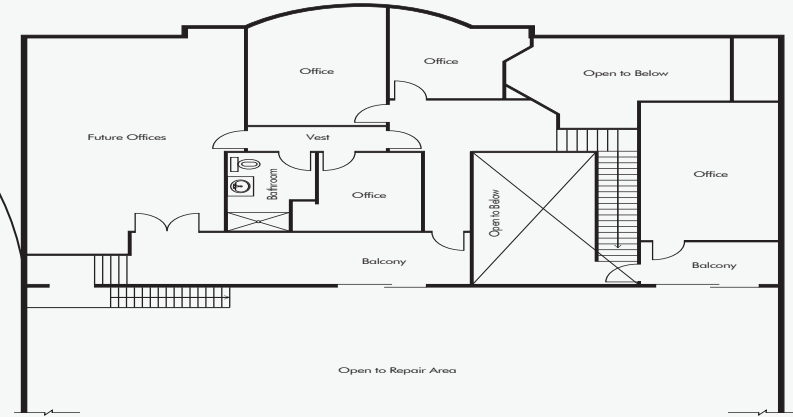 Office
Office
Open to Below
Future Offices
Vest
Bathroom
Office
Office
Open to Below
Balcony
Balcony
Open to Repair Area